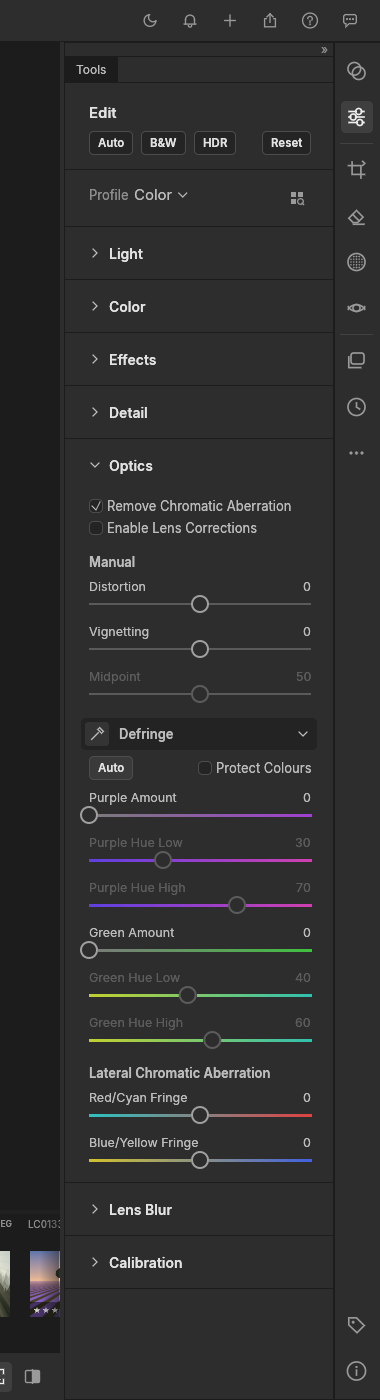 Tools
Edit
Auto B&W HDR Reset
Profile Color
Light
Color
Effects
Detail
Optics
Remove Chromatic Aberration
Enable Lens Corrections
Manual
Distortion 0
Vignetting 0
Midpoint 50
Defringe
Auto Protect Colours
Purple Amount 0
Purple Hue Low 30
Purple Hue High 70
Green Amount 0
Green Hue Low 40
Green Hue High 60
Lateral Chromatic Aberration
Red/Cyan Fringe 0
Blue/Yellow Fringe 0
Lens Blur
EG LC013
Calibration